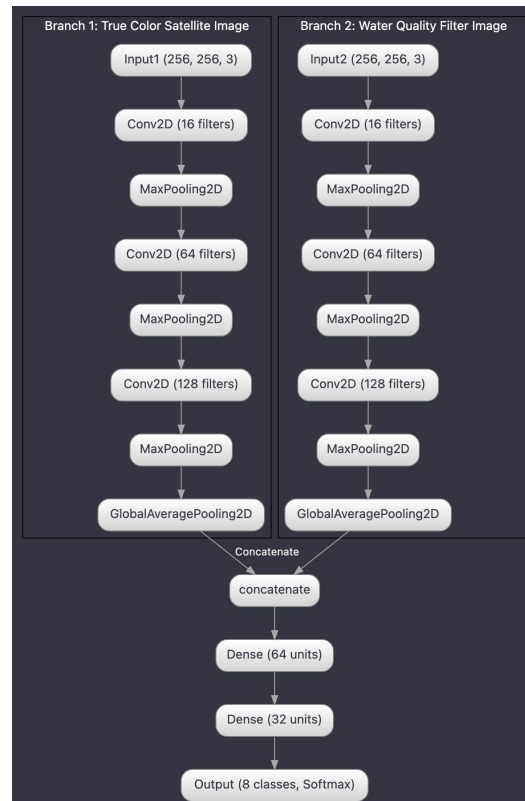 Branch 1: True Color Satellite Image
Input1 (256, 256, 3)
Conv2D (16 filters)
MaxPooling2D
Conv2D (64 filters)
MaxPooling2D
Conv2D (128 filters)
MaxPooling2D
GlobalAveragePooling2D
Branch 2: Water Quality Filter Image
Input2 (256, 256, 3)
Conv2D (16 filters)
MaxPooling2D
Conv2D (64 filters)
MaxPooling2D
Conv2D (128 filters)
MaxPooling2D
GlobalAveragePooling2D
Concatenate
concatenate
Dense (64 units)
Dense (32 units)
Output (8 classes, Softmax)